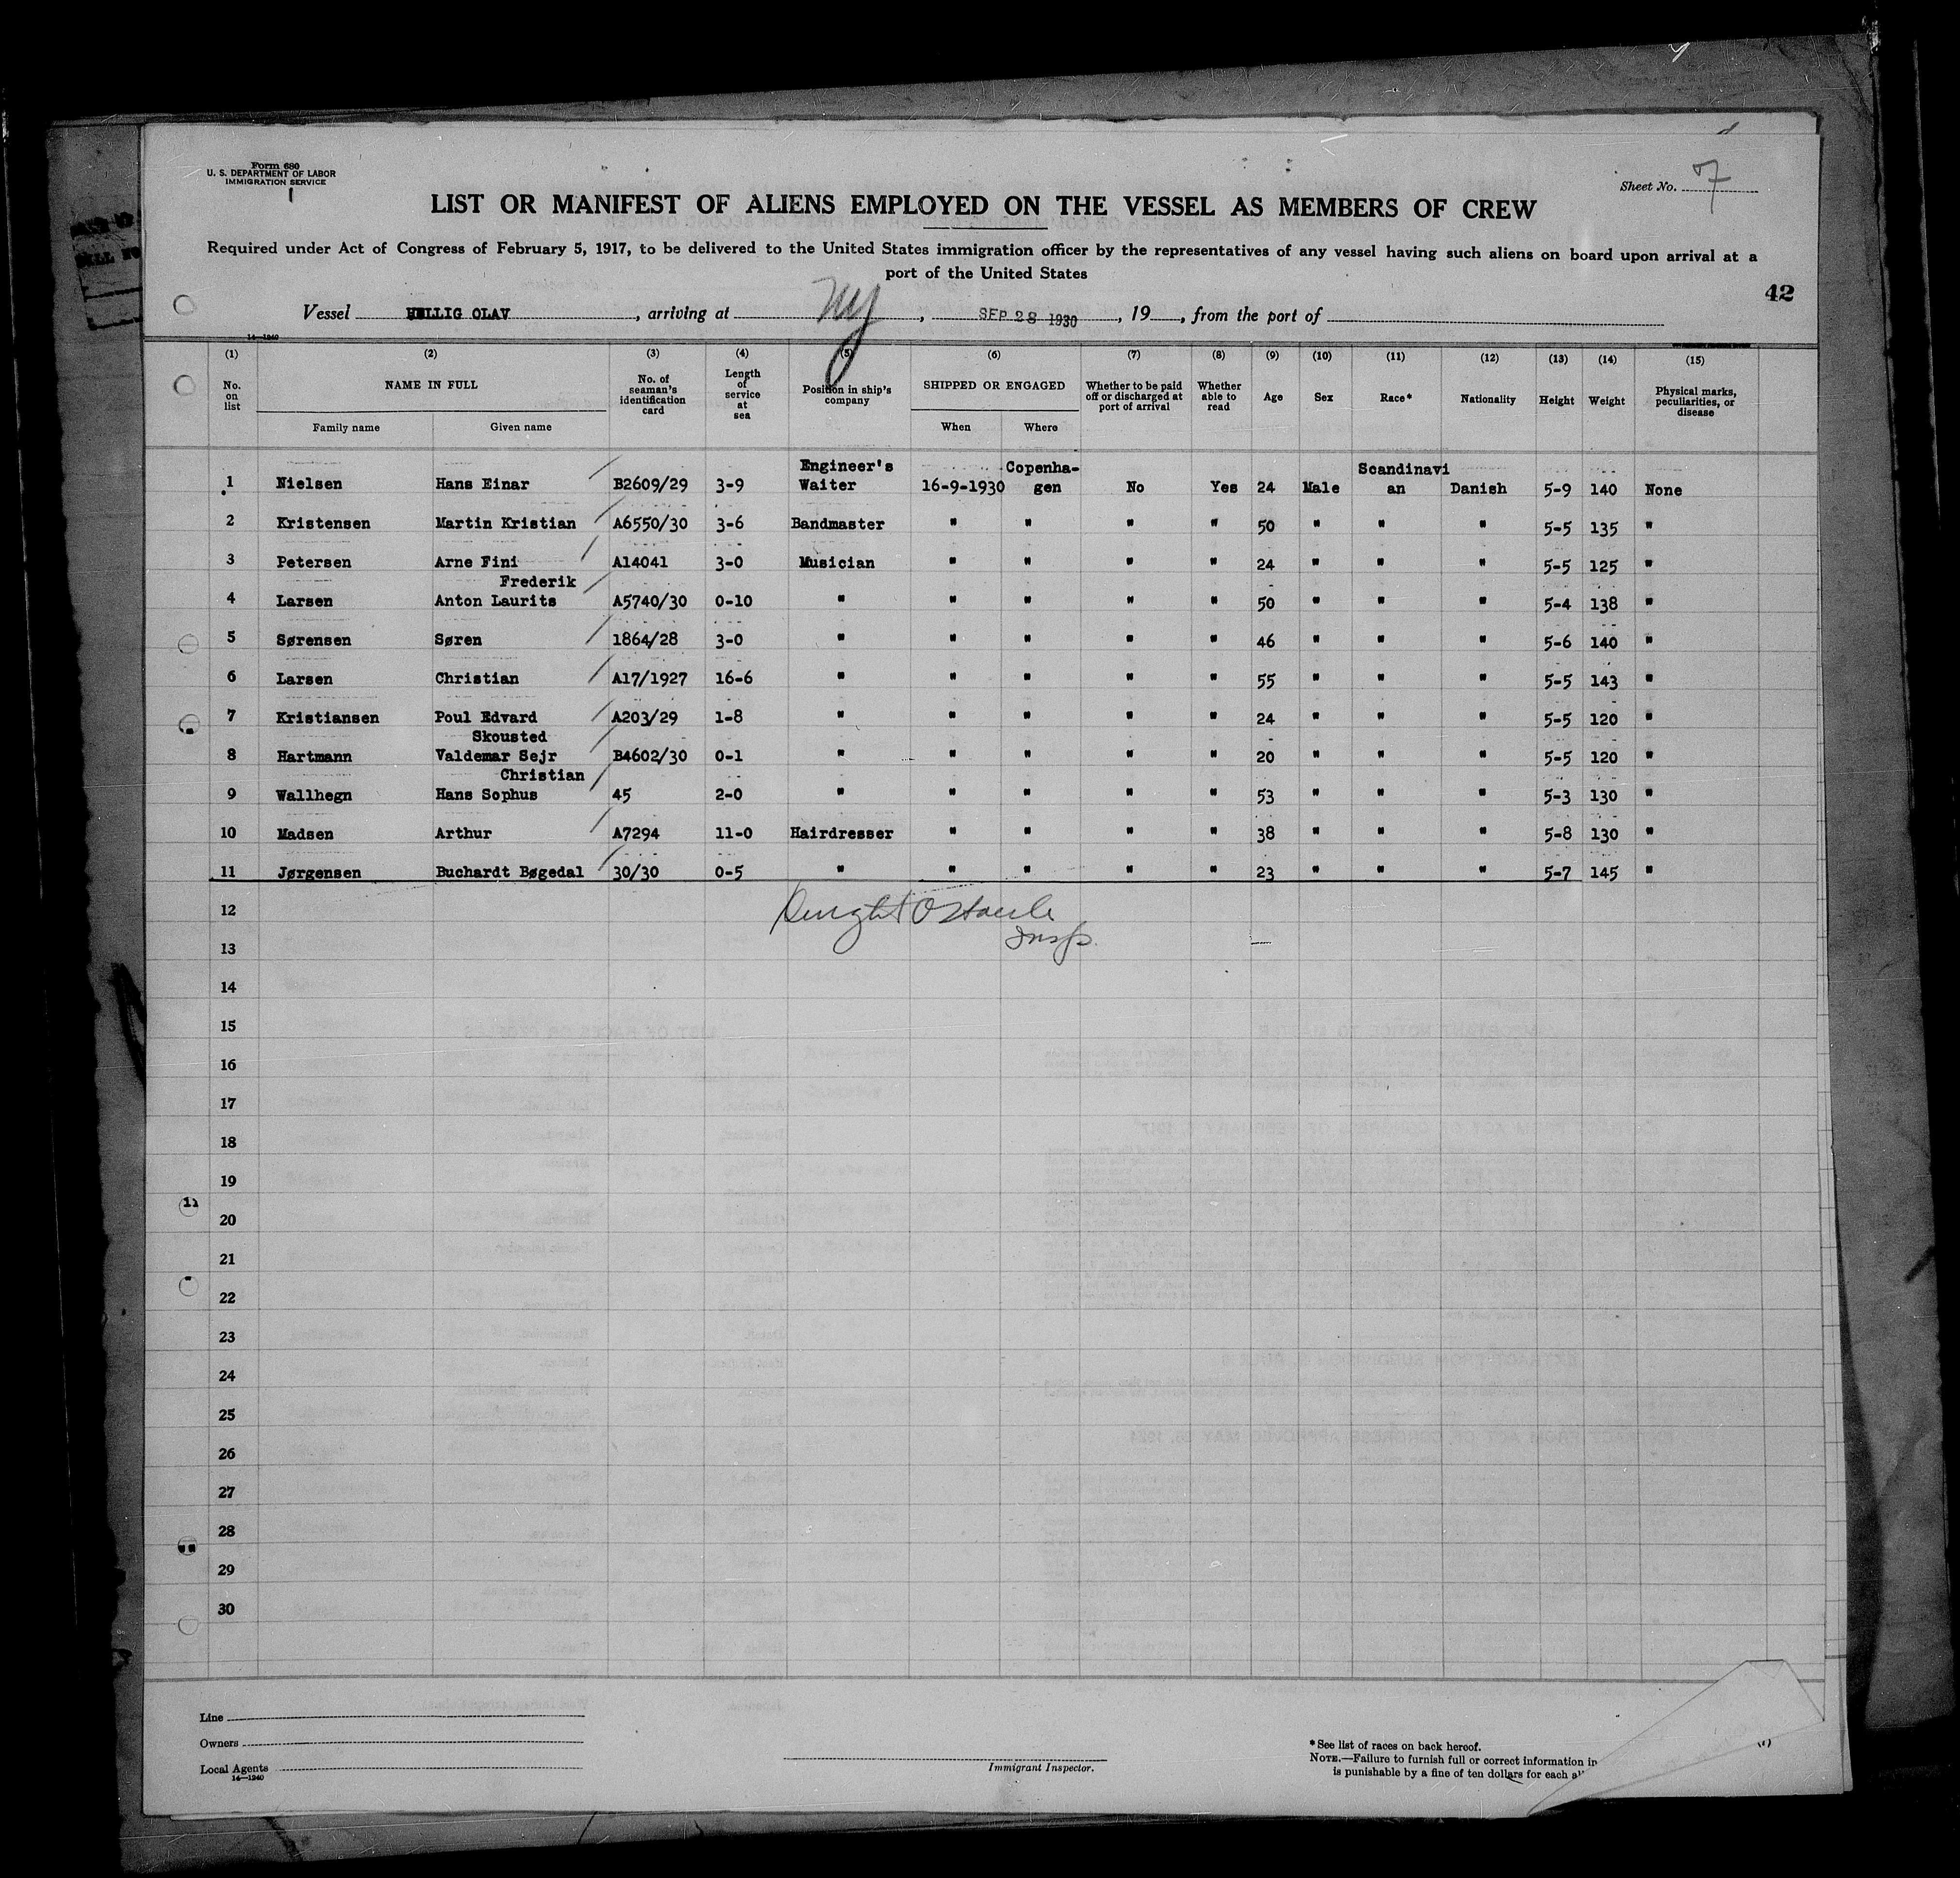 Form 680
U. S. DEPARTMENT OF LABOR
IMMIGRATION SERVICE
Sheet No. 7
LIST OR MANIFEST OF ALIENS EMPLOYED ON THE VESSEL AS MEMBERS OF CREW
Required under Act of Congress of February 5, 1917, to be delivered to the United States immigration officer by the representatives of any vessel having such aliens on board upon arrival at a
port of the United States
42
Vessel HELLIG OLAV, arriving at NY, SEP 28 1930, 19, from the port of
14—1240
(1) (2) (3) (4) (5) (6) (7) (8) (9) (10) (11) (12) (13) (14) (15)
No. on list NAME IN FULL No. of seaman's identification card Length of service at sea Position in ship's company SHIPPED OR ENGAGED Whether to be paid off or discharged at port of arrival Whether able to read Age Sex Race* Nationality Height Weight Physical marks, peculiarities, or disease
Family name Given name When Where
Engineer's Copenha- Scandinavi
1 Nielsen Hans Einar B2609/29 3-9 Waiter 16-9-1930 gen No Yes 24 Male an Danish 5-9 140 None
2 Kristensen Martin Kristian A6550/30 3-6 Bandmaster " " " " 50 " " " 5-5 135 "
3 Petersen Arne Fini A14041 3-0 Musician " " " " 24 " " " 5-5 125 "
Frederik
4 Larsen Anton Laurits A5740/30 0-10 " " " " " 50 " " " 5-4 138 "
5 Sørensen Søren 1864/28 3-0 " " " " " 46 " " " 5-6 140 "
6 Larsen Christian A17/1927 16-6 " " " " " 55 " " " 5-5 143 "
7 Kristiansen Poul Edvard A203/29 1-8 " " " " " 24 " " " 5-5 120 "
Skousted
8 Hartmann Valdemar Sejr B4602/30 0-1 " " " " " 20 " " " 5-5 120 "
Christian
9 Wallhegn Hans Sophus 45 2-0 " " " " " 53 " " " 5-3 130 "
10 Madsen Arthur A7294 11-0 Hairdresser " " " " 38 " " " 5-8 130 "
11 Jørgensen Buchardt Bøgedal 30/30 0-5 " " " " " 23 " " " 5-7 145 "
12 Dwight
13 Insp.
14
15
16
17
18
19
11
20
21
22
23
24
25
26
27
28
29
30
Line
Owners
Local Agents
14—1240
Immigrant Inspector.
* See list of races on back hereof.
NOTE.—Failure to furnish full or correct information in
is punishable by a fine of ten dollars for each al